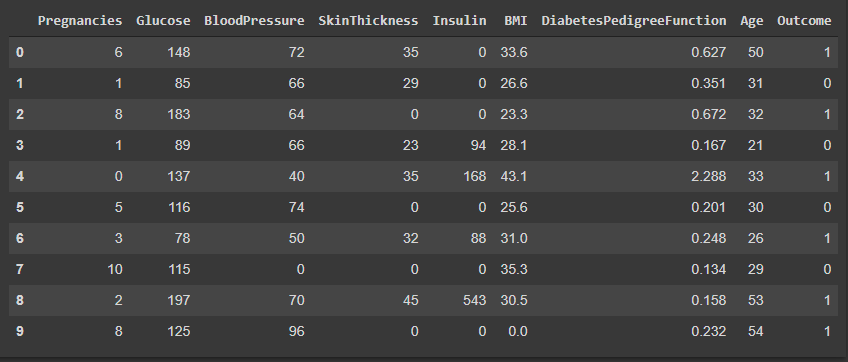 Pregnancies Glucose BloodPressure SkinThickness Insulin BMI DiabetesPedigreeFunction Age Outcome
0 6 148 72 35 0 33.6 0.627 50 1
1 1 85 66 29 0 26.6 0.351 31 0
2 8 183 64 0 0 23.3 0.672 32 1
3 1 89 66 23 94 28.1 0.167 21 0
4 0 137 40 35 168 43.1 2.288 33 1
5 5 116 74 0 0 25.6 0.201 30 0
6 3 78 50 32 88 31.0 0.248 26 1
7 10 115 0 0 0 35.3 0.134 29 0
8 2 197 70 45 543 30.5 0.158 53 1
9 8 125 96 0 0 0.0 0.232 54 1